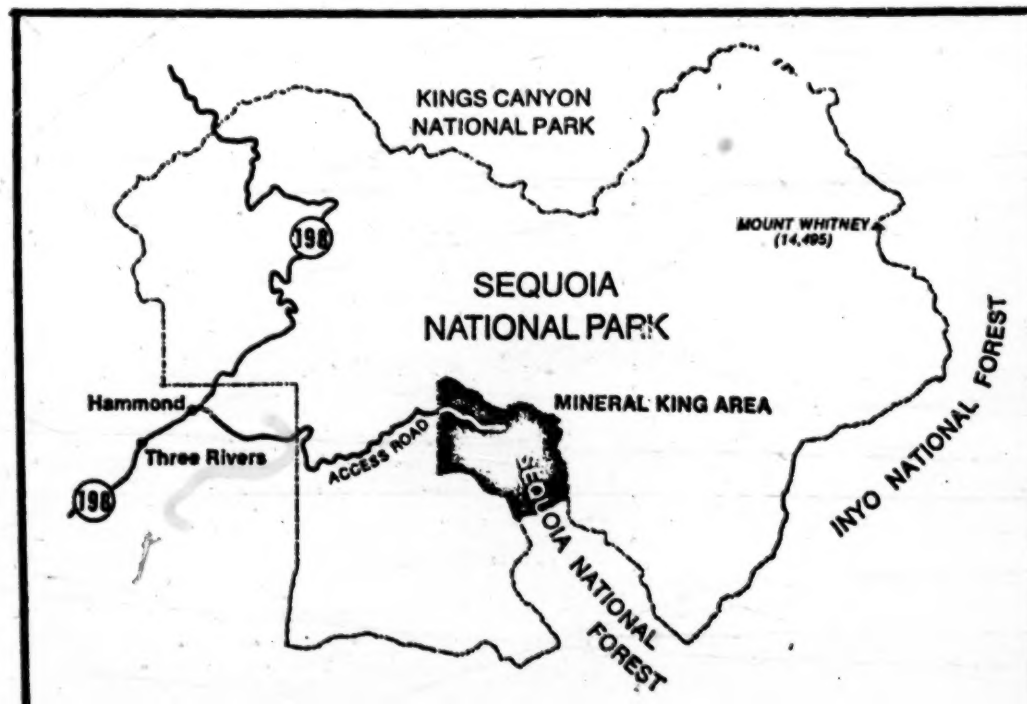 KINGS CANYON
NATIONAL PARK
198
MOUNT WHITNEY
(14,495)
SEQUOIA
NATIONAL PARK
Hammond
MINERAL KING AREA
ACCESS ROAD
Three Rivers
198
SEQUOIA NATIONAL
FOREST
INYO NATIONAL FOREST